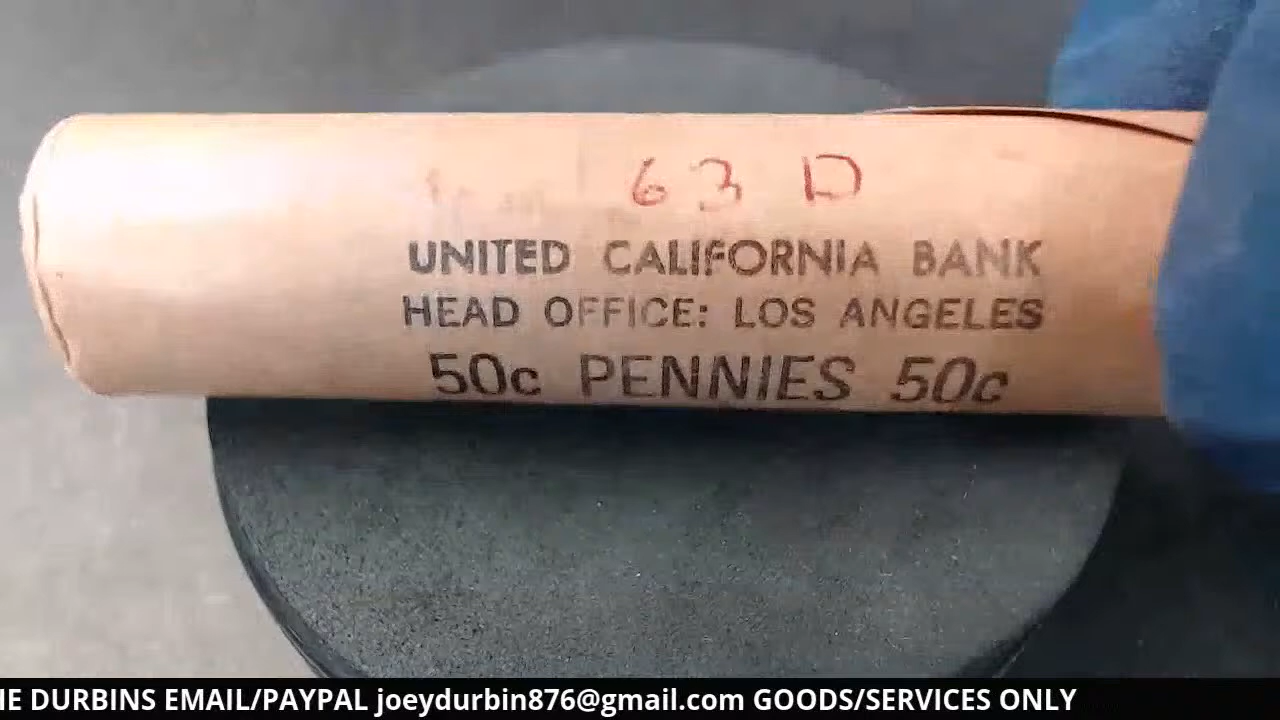 63 D
UNITED CALIFORNIA BANK
HEAD OFFICE: LOS ANGELES
50c PENNIES 50c
DURBINS EMAIL/PAYPAL joeydurbin876@gmail.com GOODS/SERVICES ONLY